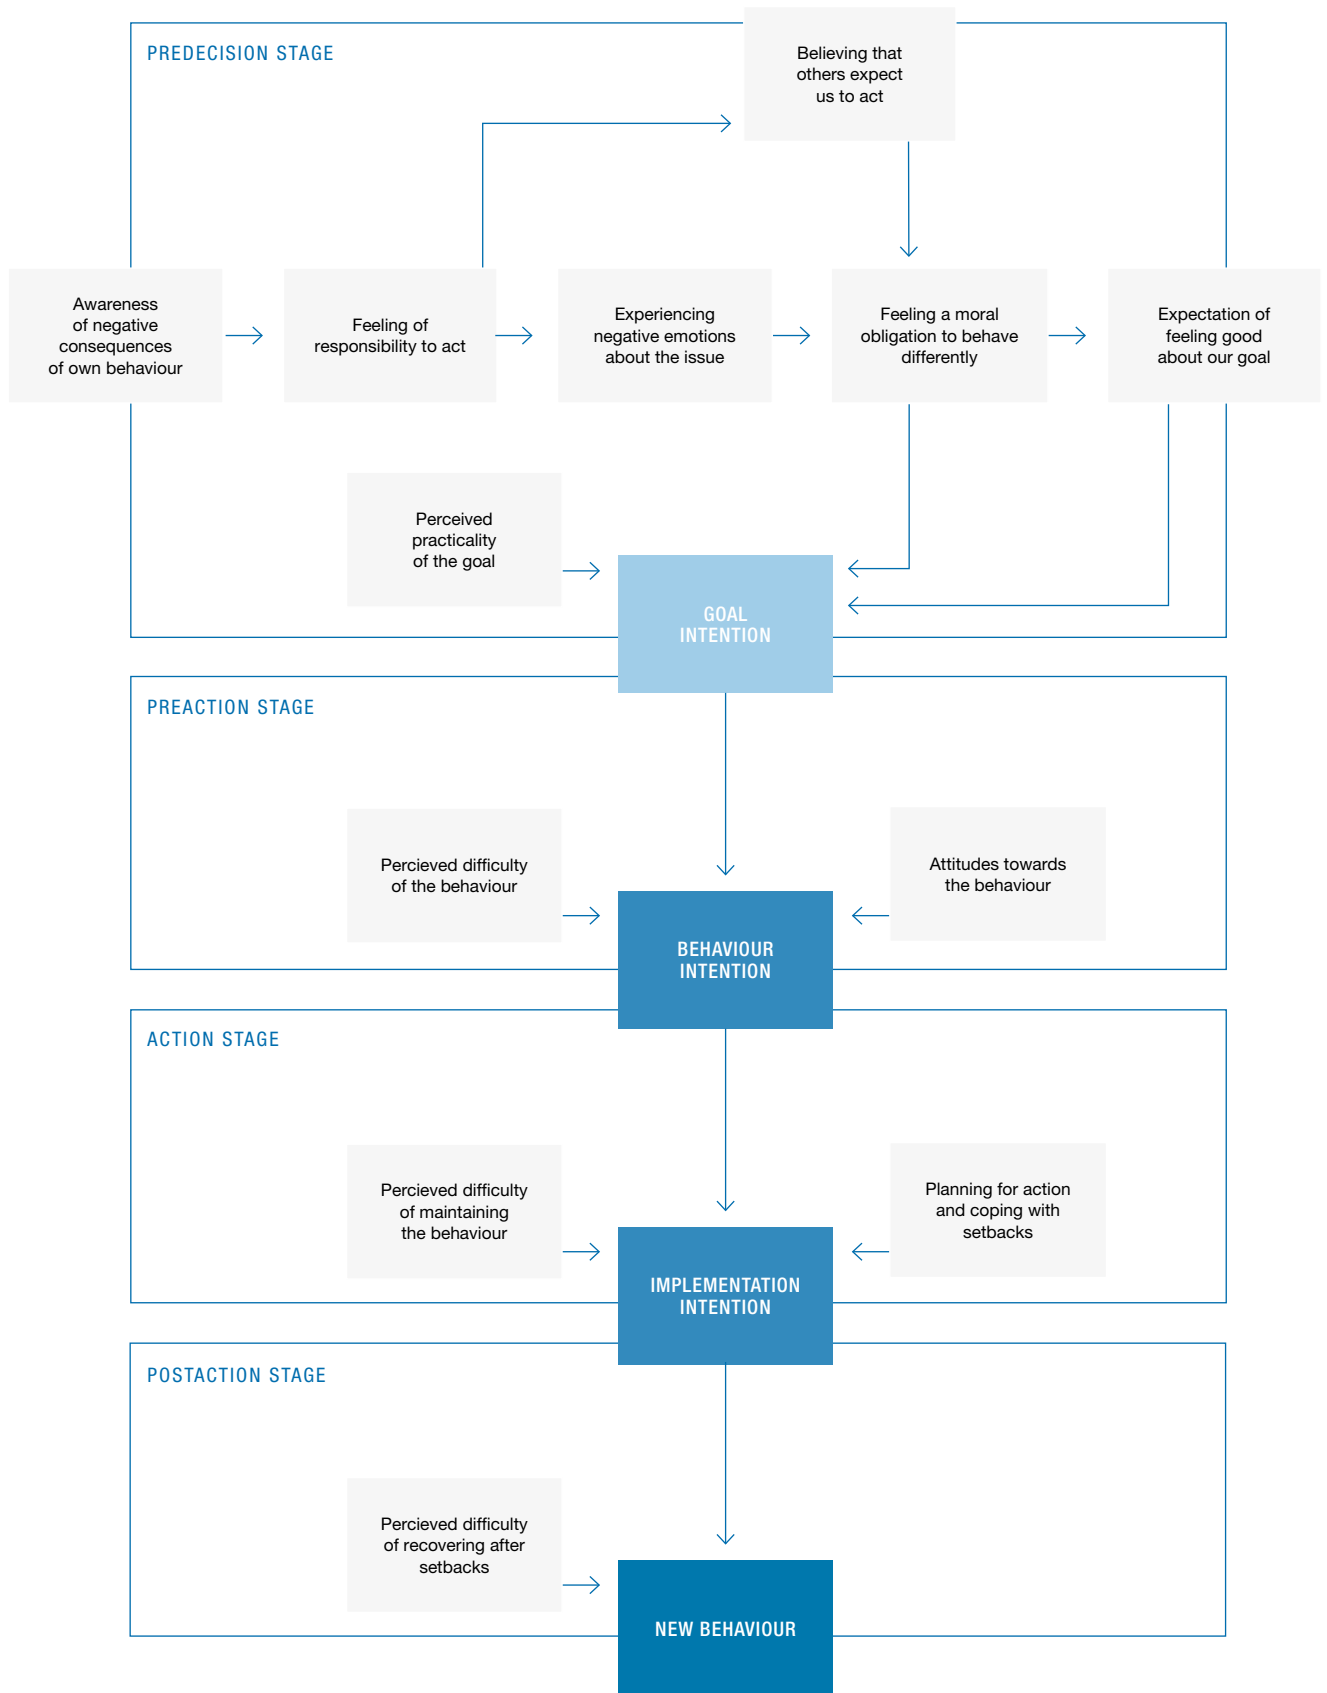 PREDECISION STAGE
Believing that
others expect
us to act
Awareness
of negative
consequences
of own behaviour
Feeling of
responsibility to act
Experiencing
negative emotions
about the issue
Feeling a moral
obligation to behave
differently
Expectation of
feeling good
about our goal
Perceived
practicality
of the goal
GOAL
INTENTION
PREACTION STAGE
Percieved difficulty
of the behaviour
Attitudes towards
the behaviour
BEHAVIOUR
INTENTION
ACTION STAGE
Percieved difficulty
of maintaining
the behaviour
Planning for action
and coping with
setbacks
IMPLEMENTATION
INTENTION
POSTACTION STAGE
Percieved difficulty
of recovering after
setbacks
NEW BEHAVIOUR